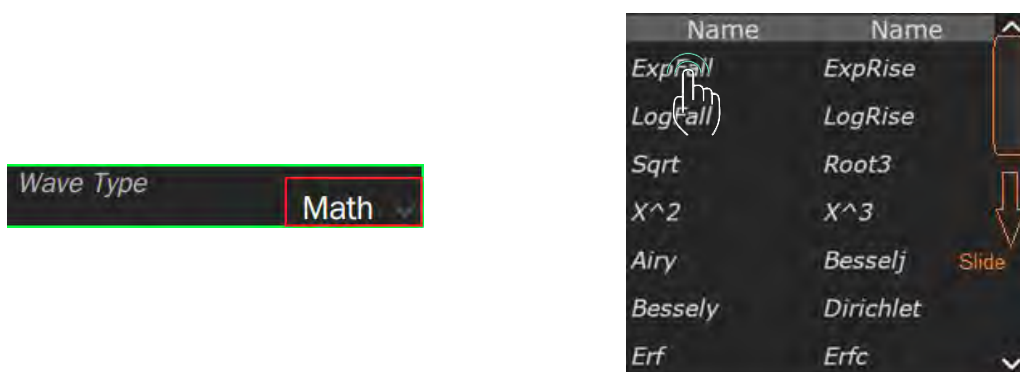 Wave Type
Math
Name Name
ExpFall ExpRise
LogFall LogRise
Sqrt Root3
X^2 X^3
Airy Besselj
Slide
Bessely Dirichlet
Erf Erfc